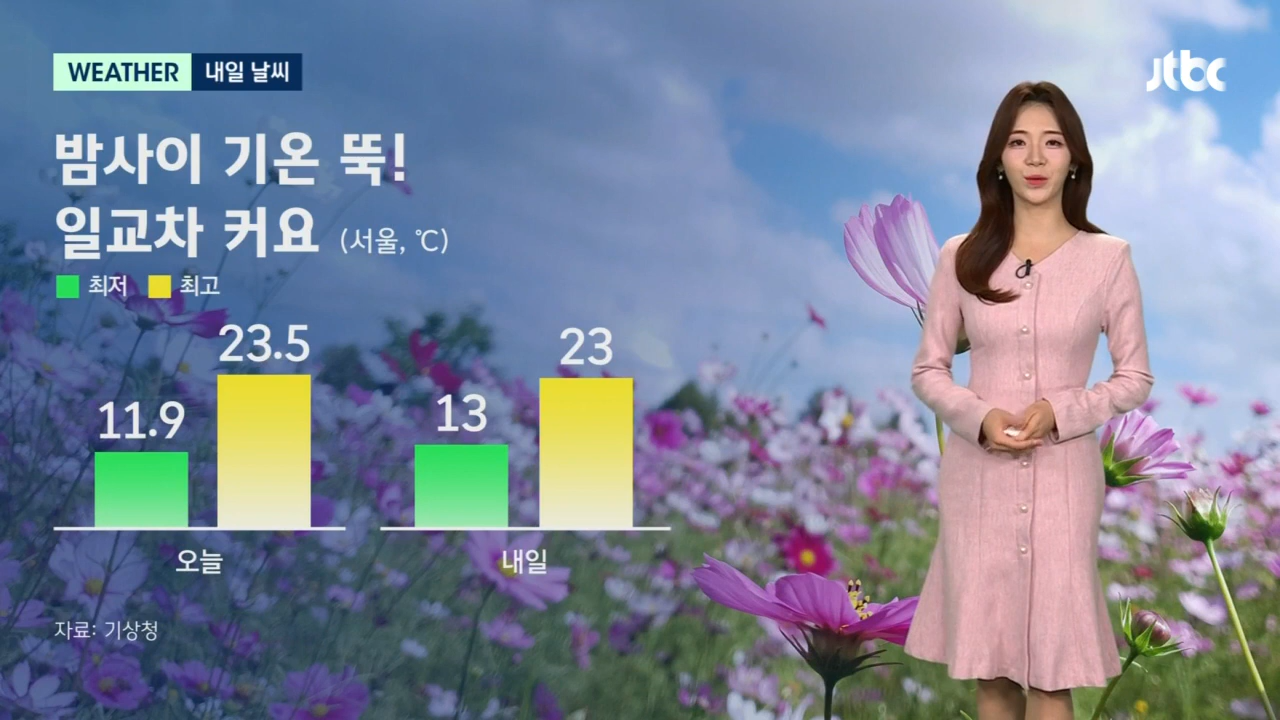 WEATHER 내일 날씨
jtbc
밤사이 기온 뚝!
일교차 커요 (서울, ℃)
최저 최고
11.9 23.5 13 23
오늘 내일
자료: 기상청